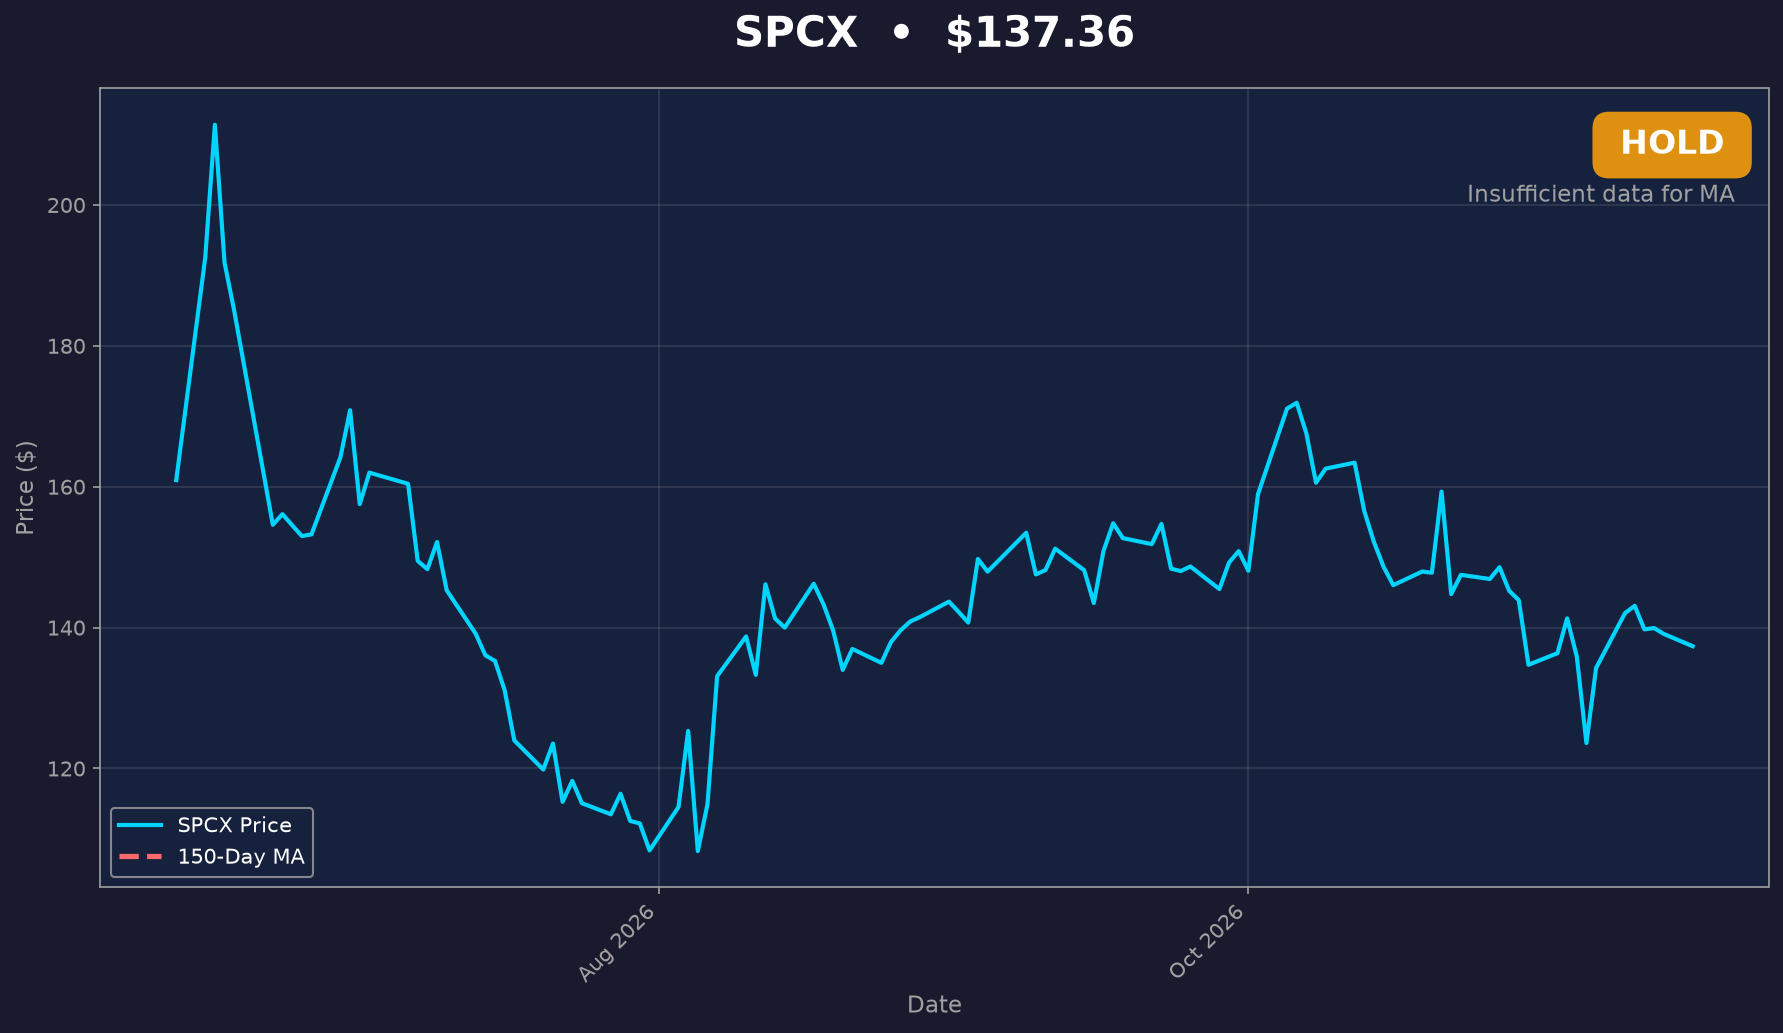 SPCX • $137.36
HOLD
Insufficient data for MA
Price ($)
200
180
160
140
120
SPCX Price
150-Day MA
Aug 2026
Oct 2026
Date